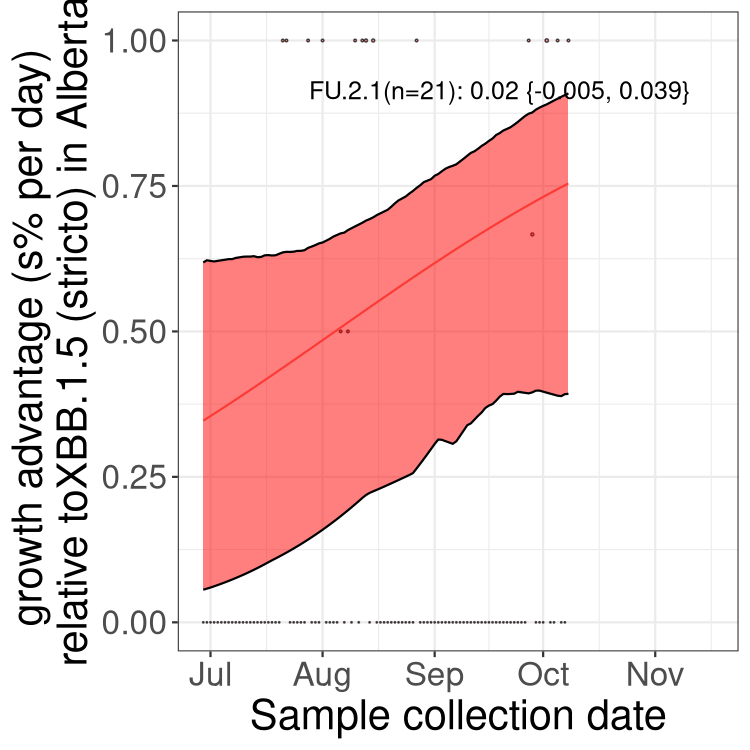 growth advantage (s% per day)
relative toXBB.1.5 (stricto) in Alberta
1.00
FU.2.1(n=21): 0.02 {-0.005, 0.039}
0.75
0.50
0.25
0.00
Jul Aug Sep Oct Nov
Sample collection date